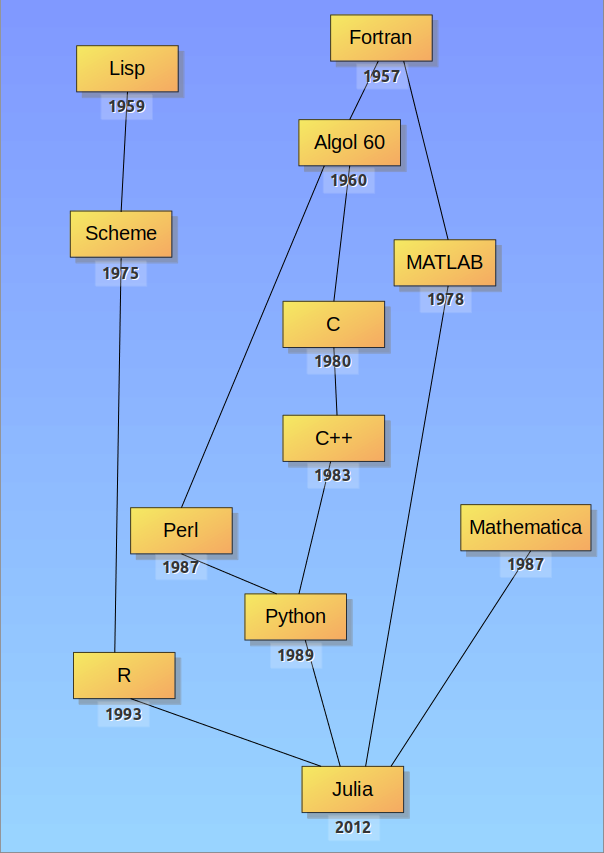 Fortran
1957
Lisp
1959
Algol 60
1960
Scheme
1975
MATLAB
1978
C
1980
C++
1983
Perl
1987
Mathematica
1987
Python
1989
R
1993
Julia
2012